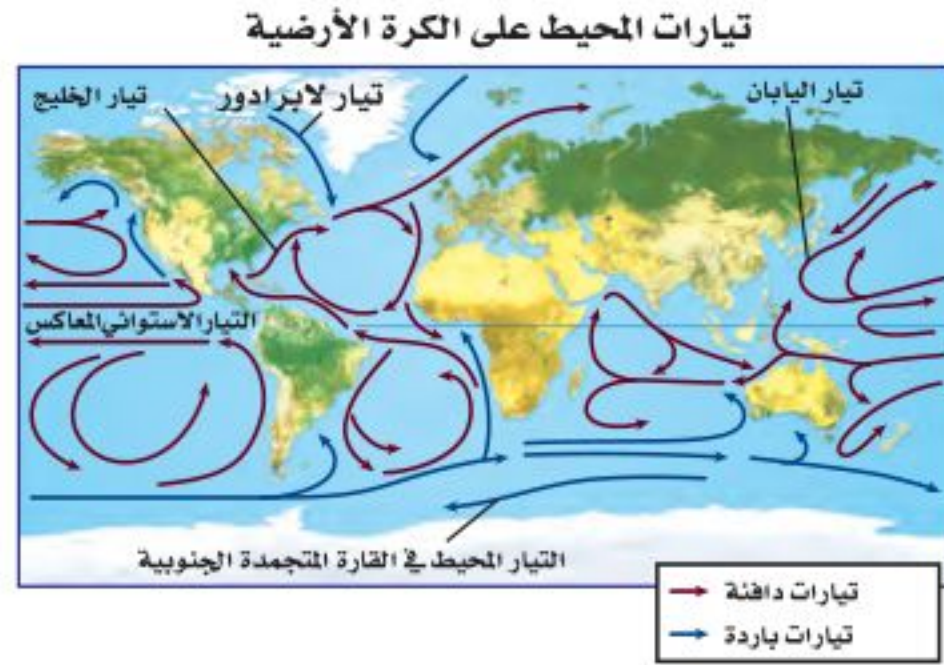 تيارات المحيط على الكرة الأرضية
تيار اليابان
تيار لابرادور
تيار الخليج
التيار الاستوائي المعاكس
التيار المحيط في القارة المتجمدة الجنوبية
تيارات دافئة
تيارات باردة